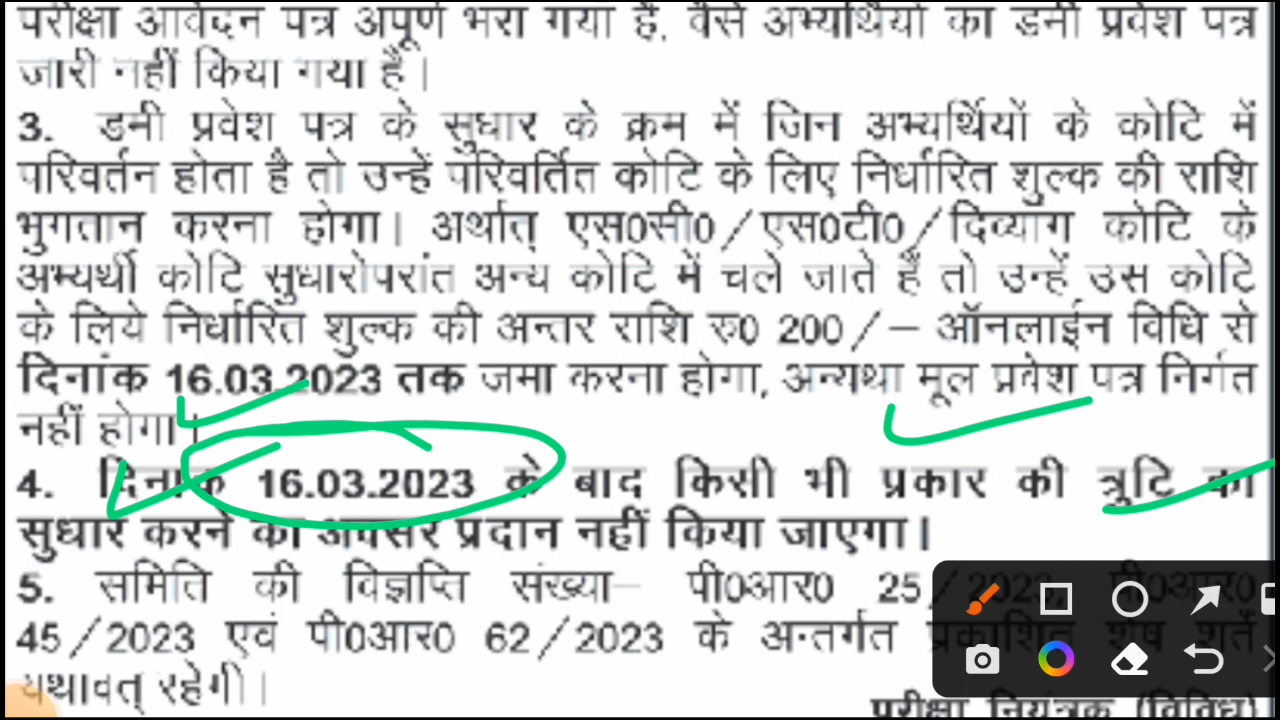 परीक्षा आवेदन पत्र अपूर्ण भरा गया है, वैसे अभ्यर्थियों का डमी प्रवेश पत्र
जारी नहीं किया गया है।
3. डमी प्रवेश पत्र के सुधार के क्रम में जिन अभ्यर्थियों के कोटि में
परिवर्तन होता है तो उन्हें परिवर्तित कोटि के लिए निर्धारित शुल्क की राशि
भुगतान करना होगा। अर्थात् एस0सी0/एस0टी0/दिव्यांग कोटि के
अभ्यर्थी कोटि सुधारोपरांत अन्य कोटि में चले जाते हैं तो उन्हें उस कोटि
के लिये निर्धारित शुल्क की अन्तर राशि रु0 200/– ऑनलाईन विधि से
दिनांक 16.03.2023 तक जमा करना होगा, अन्यथा मूल प्रवेश पत्र निर्गत
नहीं होगा।
4. दिनांक 16.03.2023 के बाद किसी भी प्रकार की त्रुटि का
सुधार करने का अवसर प्रदान नहीं किया जाएगा।
5. समिति की विज्ञप्ति संख्या– पी0आर0 25/2023, पी0आर0
45/2023 एवं पी0आर0 62/2023 के अन्तर्गत प्रकाशित शेष शर्तें
यथावत् रहेगी।
परीक्षा नियंत्रक (विविध)